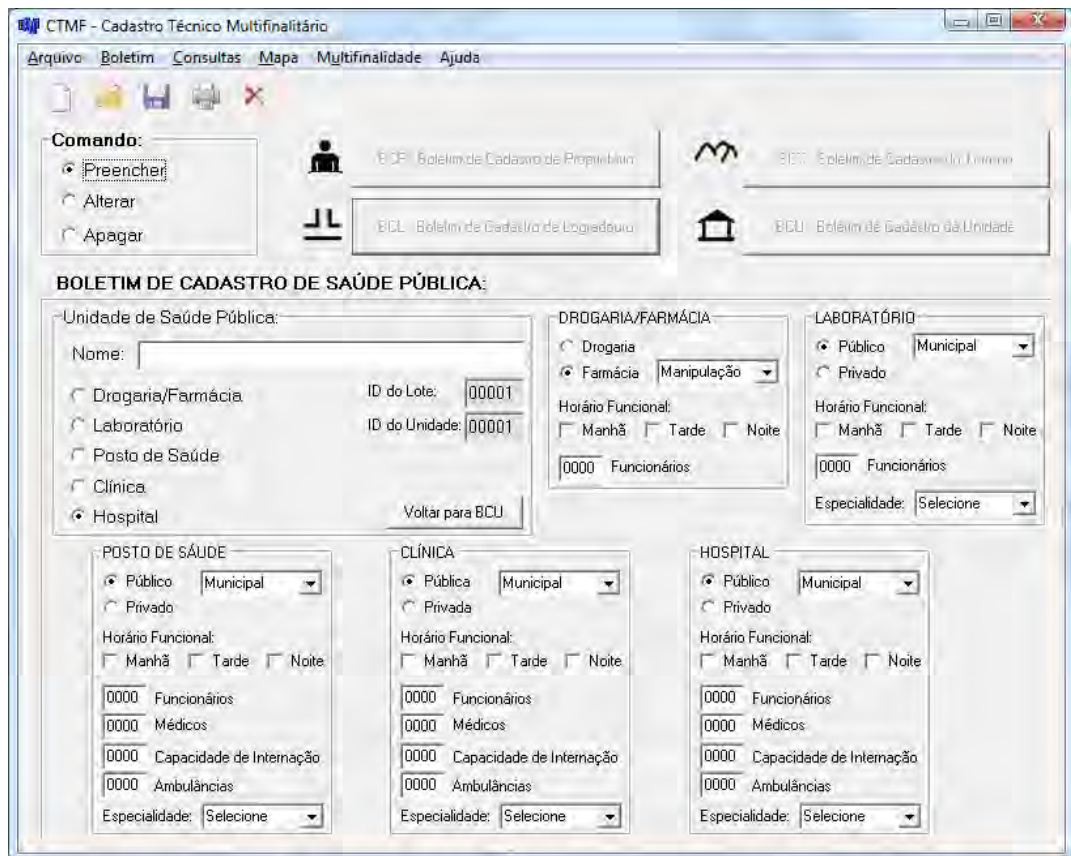 CTMF - Cadastro Técnico Multifinalitário
Arquivo Boletim Consultas Mapa Multifinalidade Ajuda
Comando:
Preencher
Alterar
Apagar
BCP - Boletim de Cadastro de Proprietário
BCT - Boletim de Cadastro do Terreno
BCL - Boletim de Cadastro de Logradouro
BCU - Boletim de Cadastro da Unidade
BOLETIM DE CADASTRO DE SAÚDE PÚBLICA:
Unidade de Saúde Pública:
Nome:
Drogaria/Farmácia
Laboratório
Posto de Saúde
Clínica
Hospital
ID do Lote: 00001
ID do Unidade: 00001
Voltar para BCU
DROGARIA/FARMÁCIA
Drogaria
Farmácia Manipulação
Horário Funcional:
Manhã Tarde Noite
0000 Funcionários
LABORATÓRIO
Público Municipal
Privado
Horário Funcional:
Manhã Tarde Noite
0000 Funcionários
Especialidade: Selecione
POSTO DE SÁUDE
Público Municipal
Privado
Horário Funcional:
Manhã Tarde Noite
0000 Funcionários
0000 Médicos
0000 Capacidade de Internação
0000 Ambulâncias
Especialidade: Selecione
CLÍNICA
Pública Municipal
Privada
Horário Funcional:
Manhã Tarde Noite
0000 Funcionários
0000 Médicos
0000 Capacidade de Internação
0000 Ambulâncias
Especialidade: Selecione
HOSPITAL
Público Municipal
Privado
Horário Funcional:
Manhã Tarde Noite
0000 Funcionários
0000 Médicos
0000 Capacidade de Internação
0000 Ambulâncias
Especialidade: Selecione